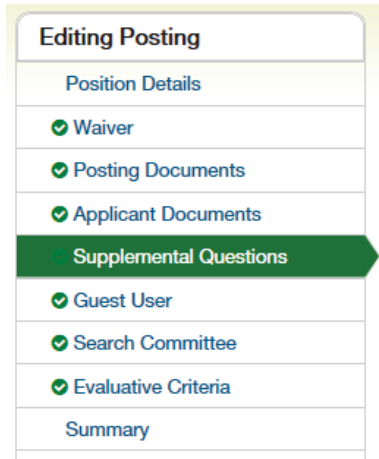 Editing Posting
Position Details
Waiver
Posting Documents
Applicant Documents
Supplemental Questions
Guest User
Search Committee
Evaluative Criteria
Summary